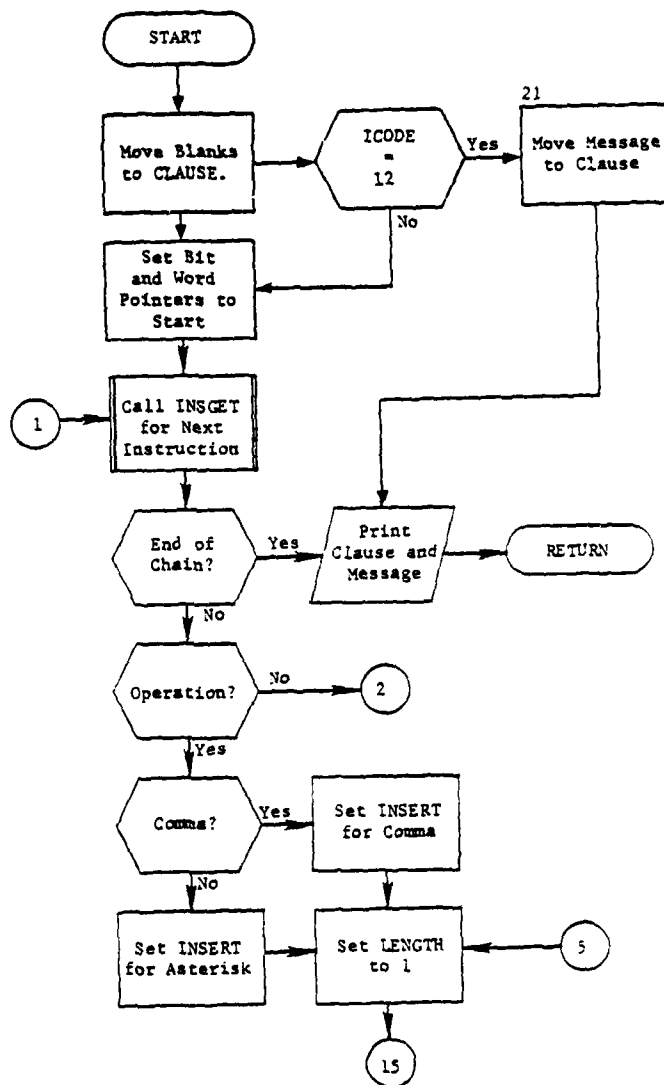 START
21
Move Blanks
to CLAUSE.
ICODE
=
12
Yes
Move Message
to Clause
No
Set Bit
and Word
Pointers to
Start
1
Call INSGET
for Next
Instruction
End of
Chain?
Yes
Print
Clause and
Message
RETURN
No
Operation?
No
2
Yes
Comma?
Yes
Set INSERT
for Comma
No
Set INSERT
for Asterisk
Set LENGTH
to 1
5
15